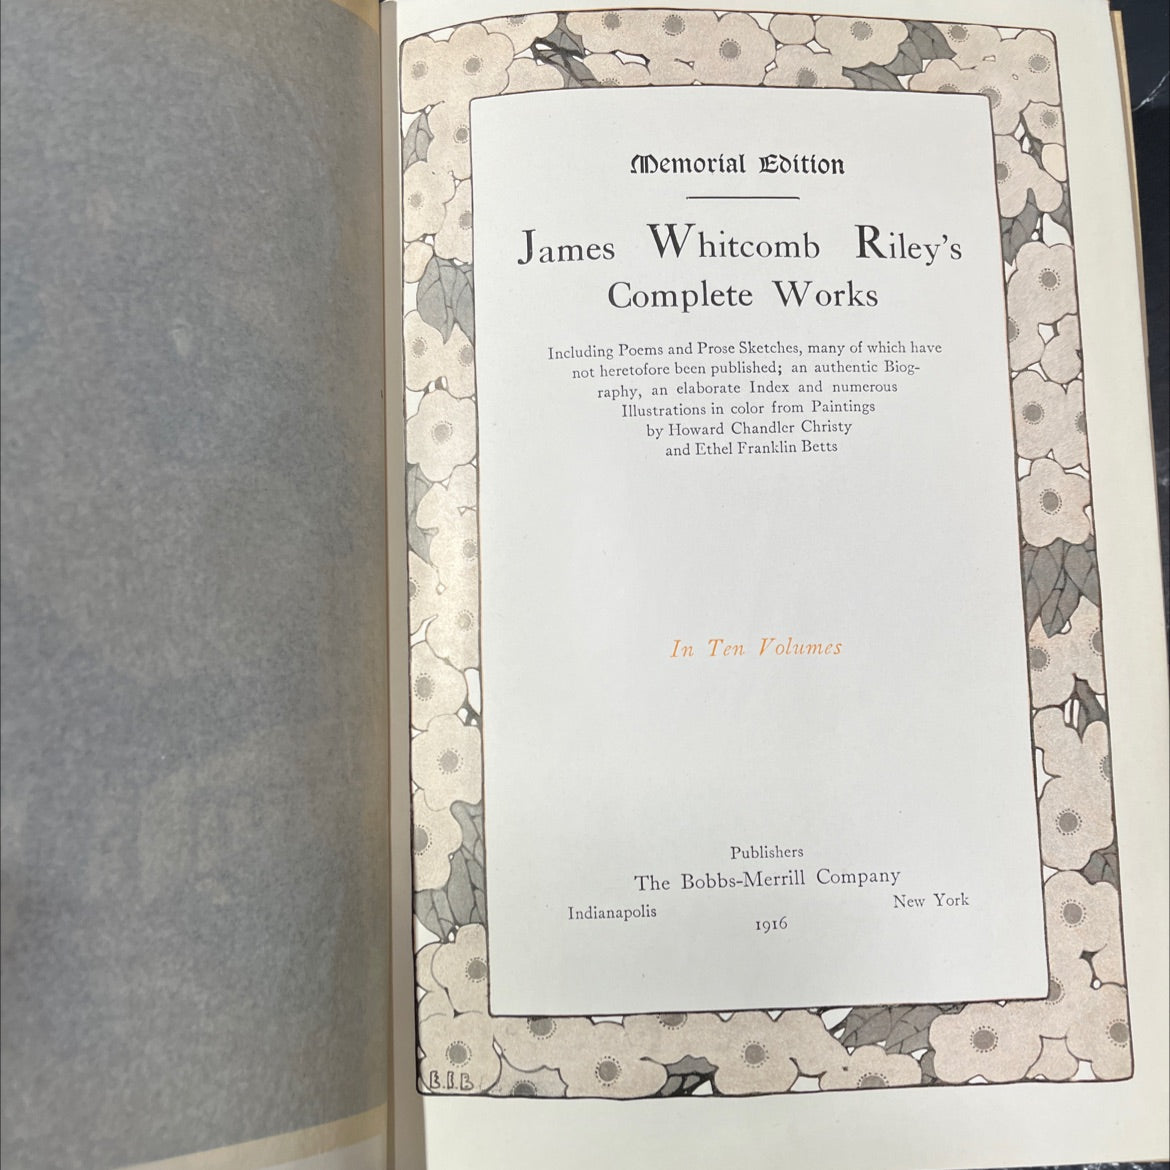 Memorial Edition
James Whitcomb Riley's
Complete Works
Including Poems and Prose Sketches, many of which have
not heretofore been published; an authentic Biog-
raphy, an elaborate Index and numerous
Illustrations in color from Paintings
by Howard Chandler Christy
and Ethel Franklin Betts
In Ten Volumes
Publishers
The Bobbs-Merrill Company
Indianapolis New York
1916